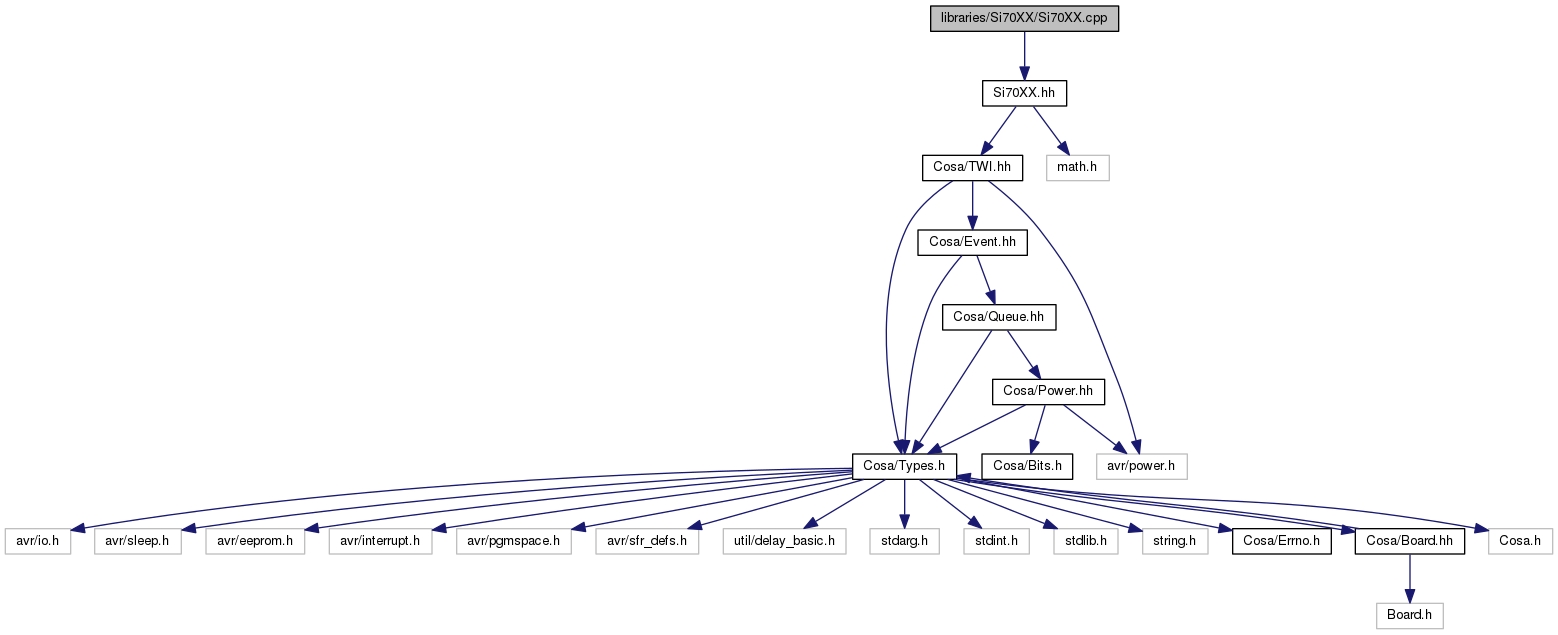 libraries/Si70XX/Si70XX.cpp
Si70XX.hh
Cosa/TWI.hh
math.h
Cosa/Event.hh
Cosa/Queue.hh
Cosa/Power.hh
Cosa/Types.h
Cosa/Bits.h
avr/power.h
avr/io.h
avr/sleep.h
avr/eeprom.h
avr/interrupt.h
avr/pgmspace.h
avr/sfr_defs.h
util/delay_basic.h
stdarg.h
stdint.h
stdlib.h
string.h
Cosa/Errno.h
Cosa/Board.hh
Cosa.h
Board.h